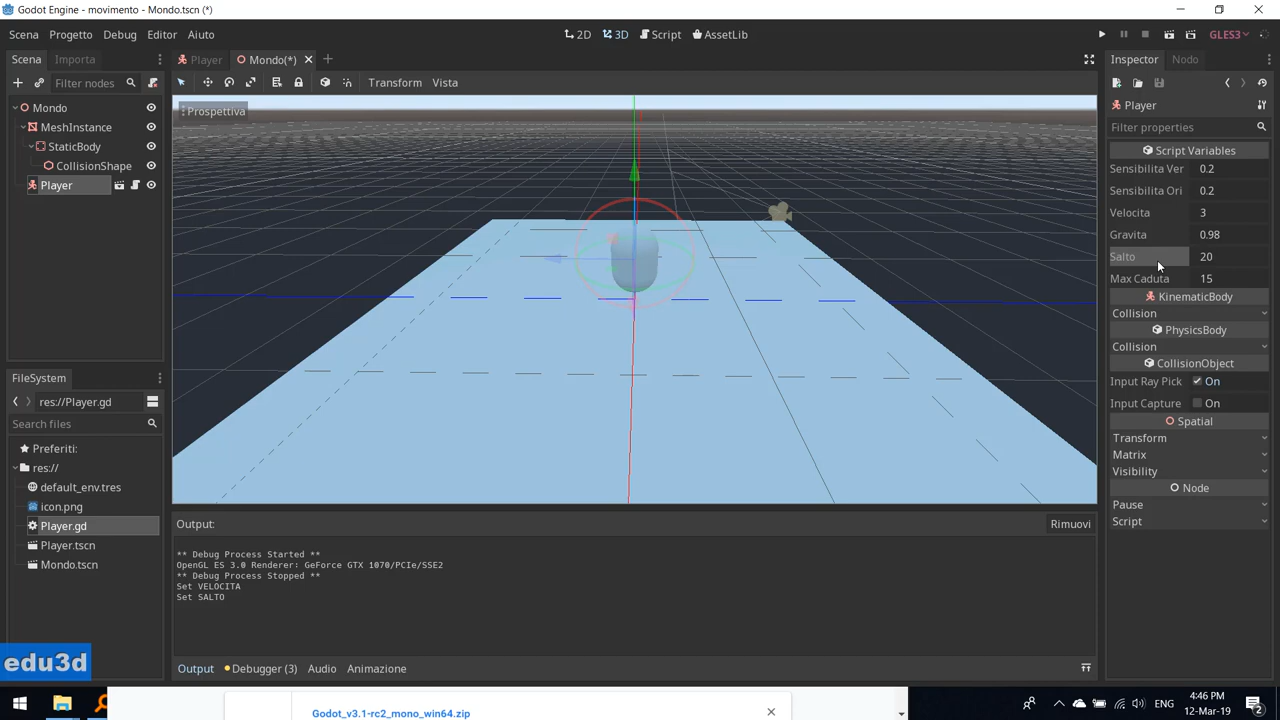 Godot Engine - movimento - Mondo.tscn (*)
Scena Progetto Debug Editor Aiuto
2D 3D Script AssetLib
GLES3
Scena Importa
Player Mondo(*)
Inspector Nodo
Filter nodes
Transform Vista
Mondo
MeshInstance
StaticBody
CollisionShape
Player
Prospettiva
Player
Filter properties
Script Variables
Sensibilita Ver 0.2
Sensibilita Ori 0.2
Velocita 3
Gravita 0.98
Salto 20
Max Caduta 15
KinematicBody
Collision
PhysicsBody
Collision
CollisionObject
Input Ray Pick On
Input Capture On
Spatial
Transform
Matrix
Visibility
Node
Pause
Script
FileSystem
res://Player.gd
Search files
Preferiti:
res://
default_env.tres
icon.png
Player.gd
Player.tscn
Mondo.tscn
Output:
Rimuovi
** Debug Process Started **
OpenGL ES 3.0 Renderer: GeForce GTX 1070/PCIe/SSE2
** Debug Process Stopped **
Set VELOCITA
Set SALTO
Output Debugger (3) Audio Animazione
edu3d
Godot_v3.1-rc2_mono_win64.zip
ENG
4:46 PM
12-Mar-19
2